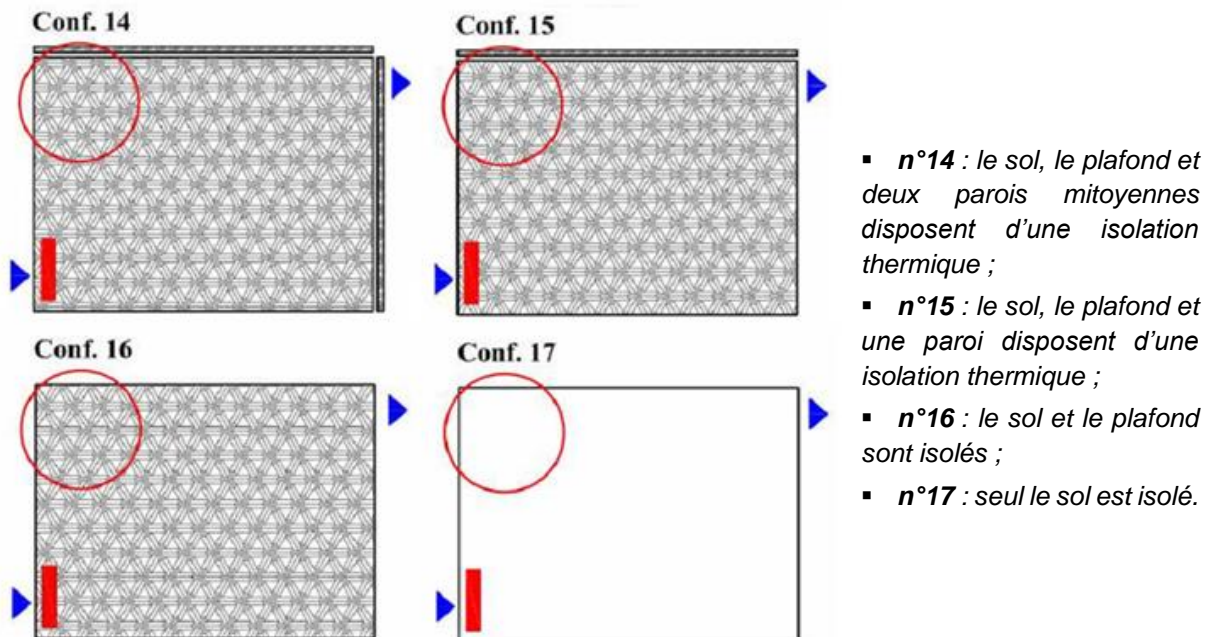 Conf. 14
Conf. 15
Conf. 16
Conf. 17
▪ n°14 : le sol, le plafond et
deux parois mitoyennes
disposent d'une isolation
thermique ;
▪ n°15 : le sol, le plafond et
une paroi disposent d'une
isolation thermique ;
▪ n°16 : le sol et le plafond
sont isolés ;
▪ n°17 : seul le sol est isolé.